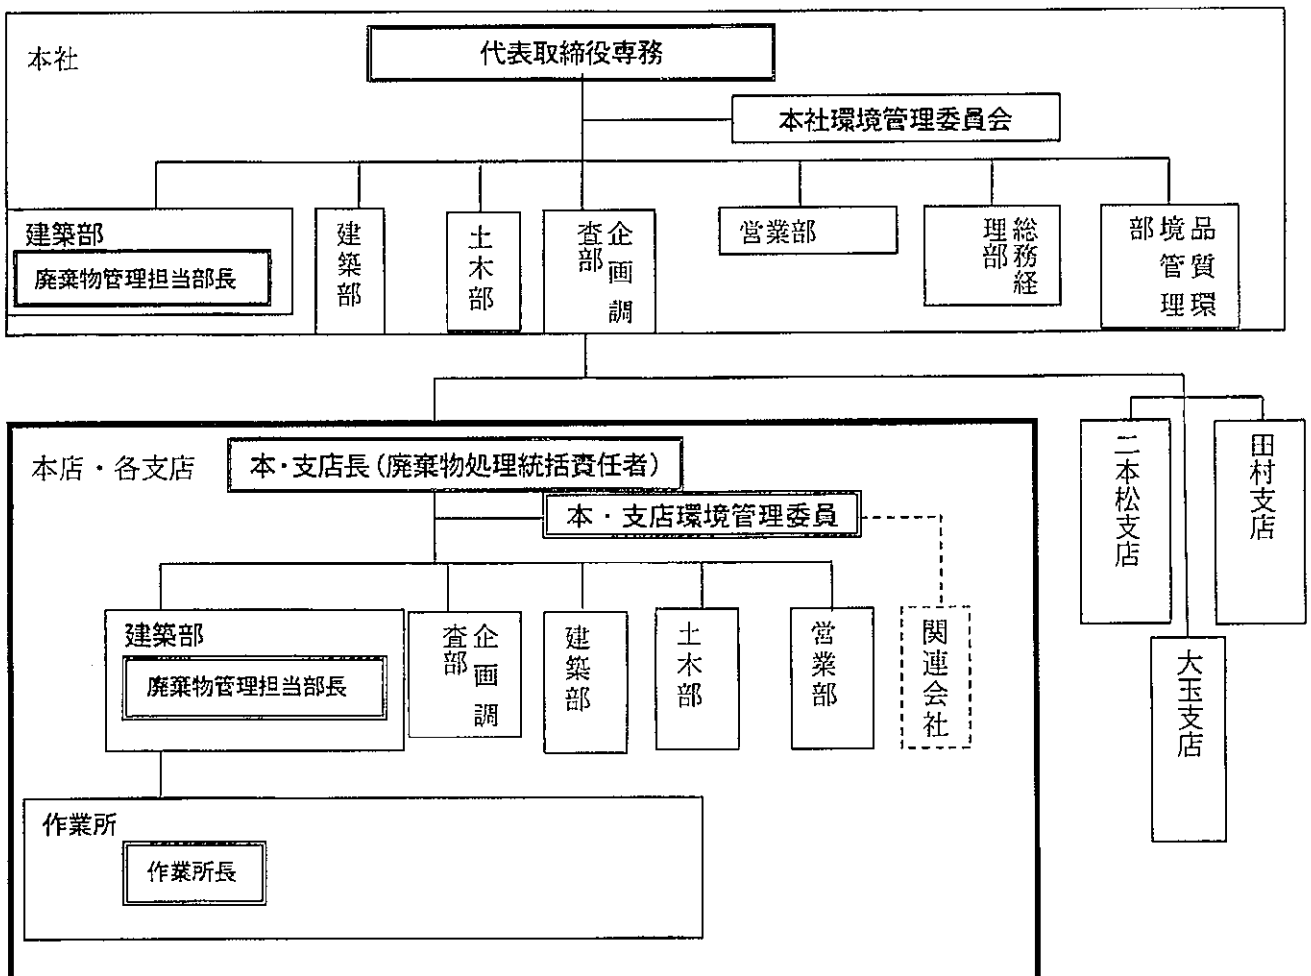 本社
代表取締役専務
本社環境管理委員会
建築部
廃棄物管理担当部長
建築部
土木部
企画調
査部
営業部
総務経
理部
品質環
境管理
部
本店・各支店
本・支店長（廃棄物処理統括責任者）
本・支店環境管理委員
二本松支店
田村支店
大玉支店
建築部
廃棄物管理担当部長
企画調
査部
建築部
土木部
営業部
関連会社
作業所
作業所長